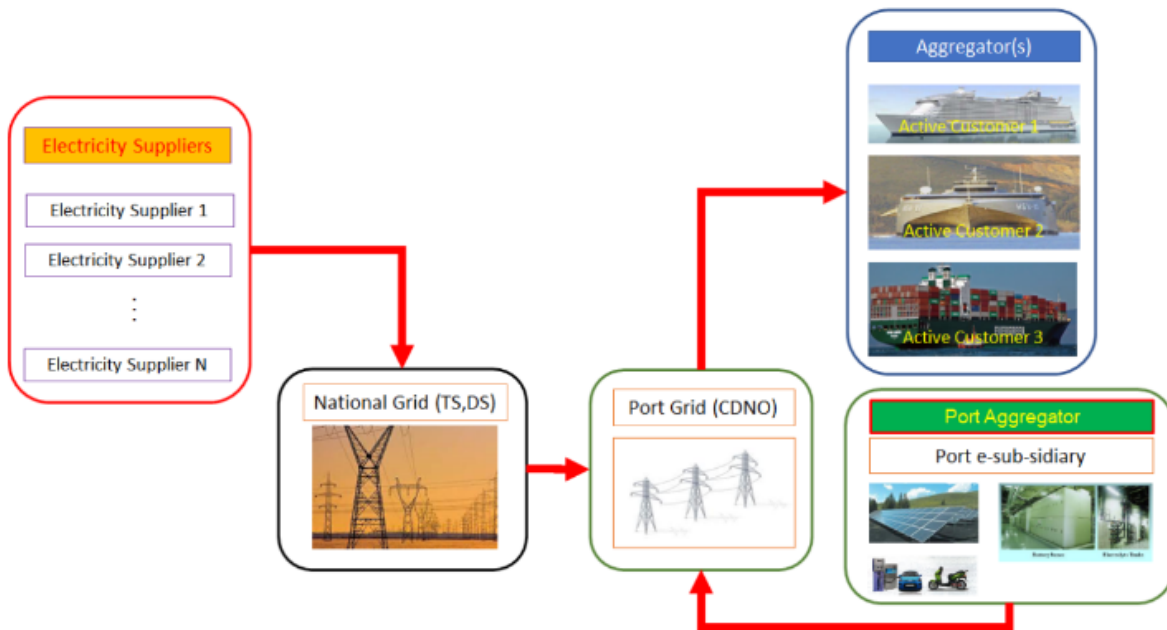 Electricity Suppliers
Electricity Supplier 1
Electricity Supplier 2
Electricity Supplier N
National Grid (TS,DS)
Port Grid (CDNO)
Aggregator(s)
Active Customer 1
Active Customer 2
Active Customer 3
Port Aggregator
Port e-sub-sidiary